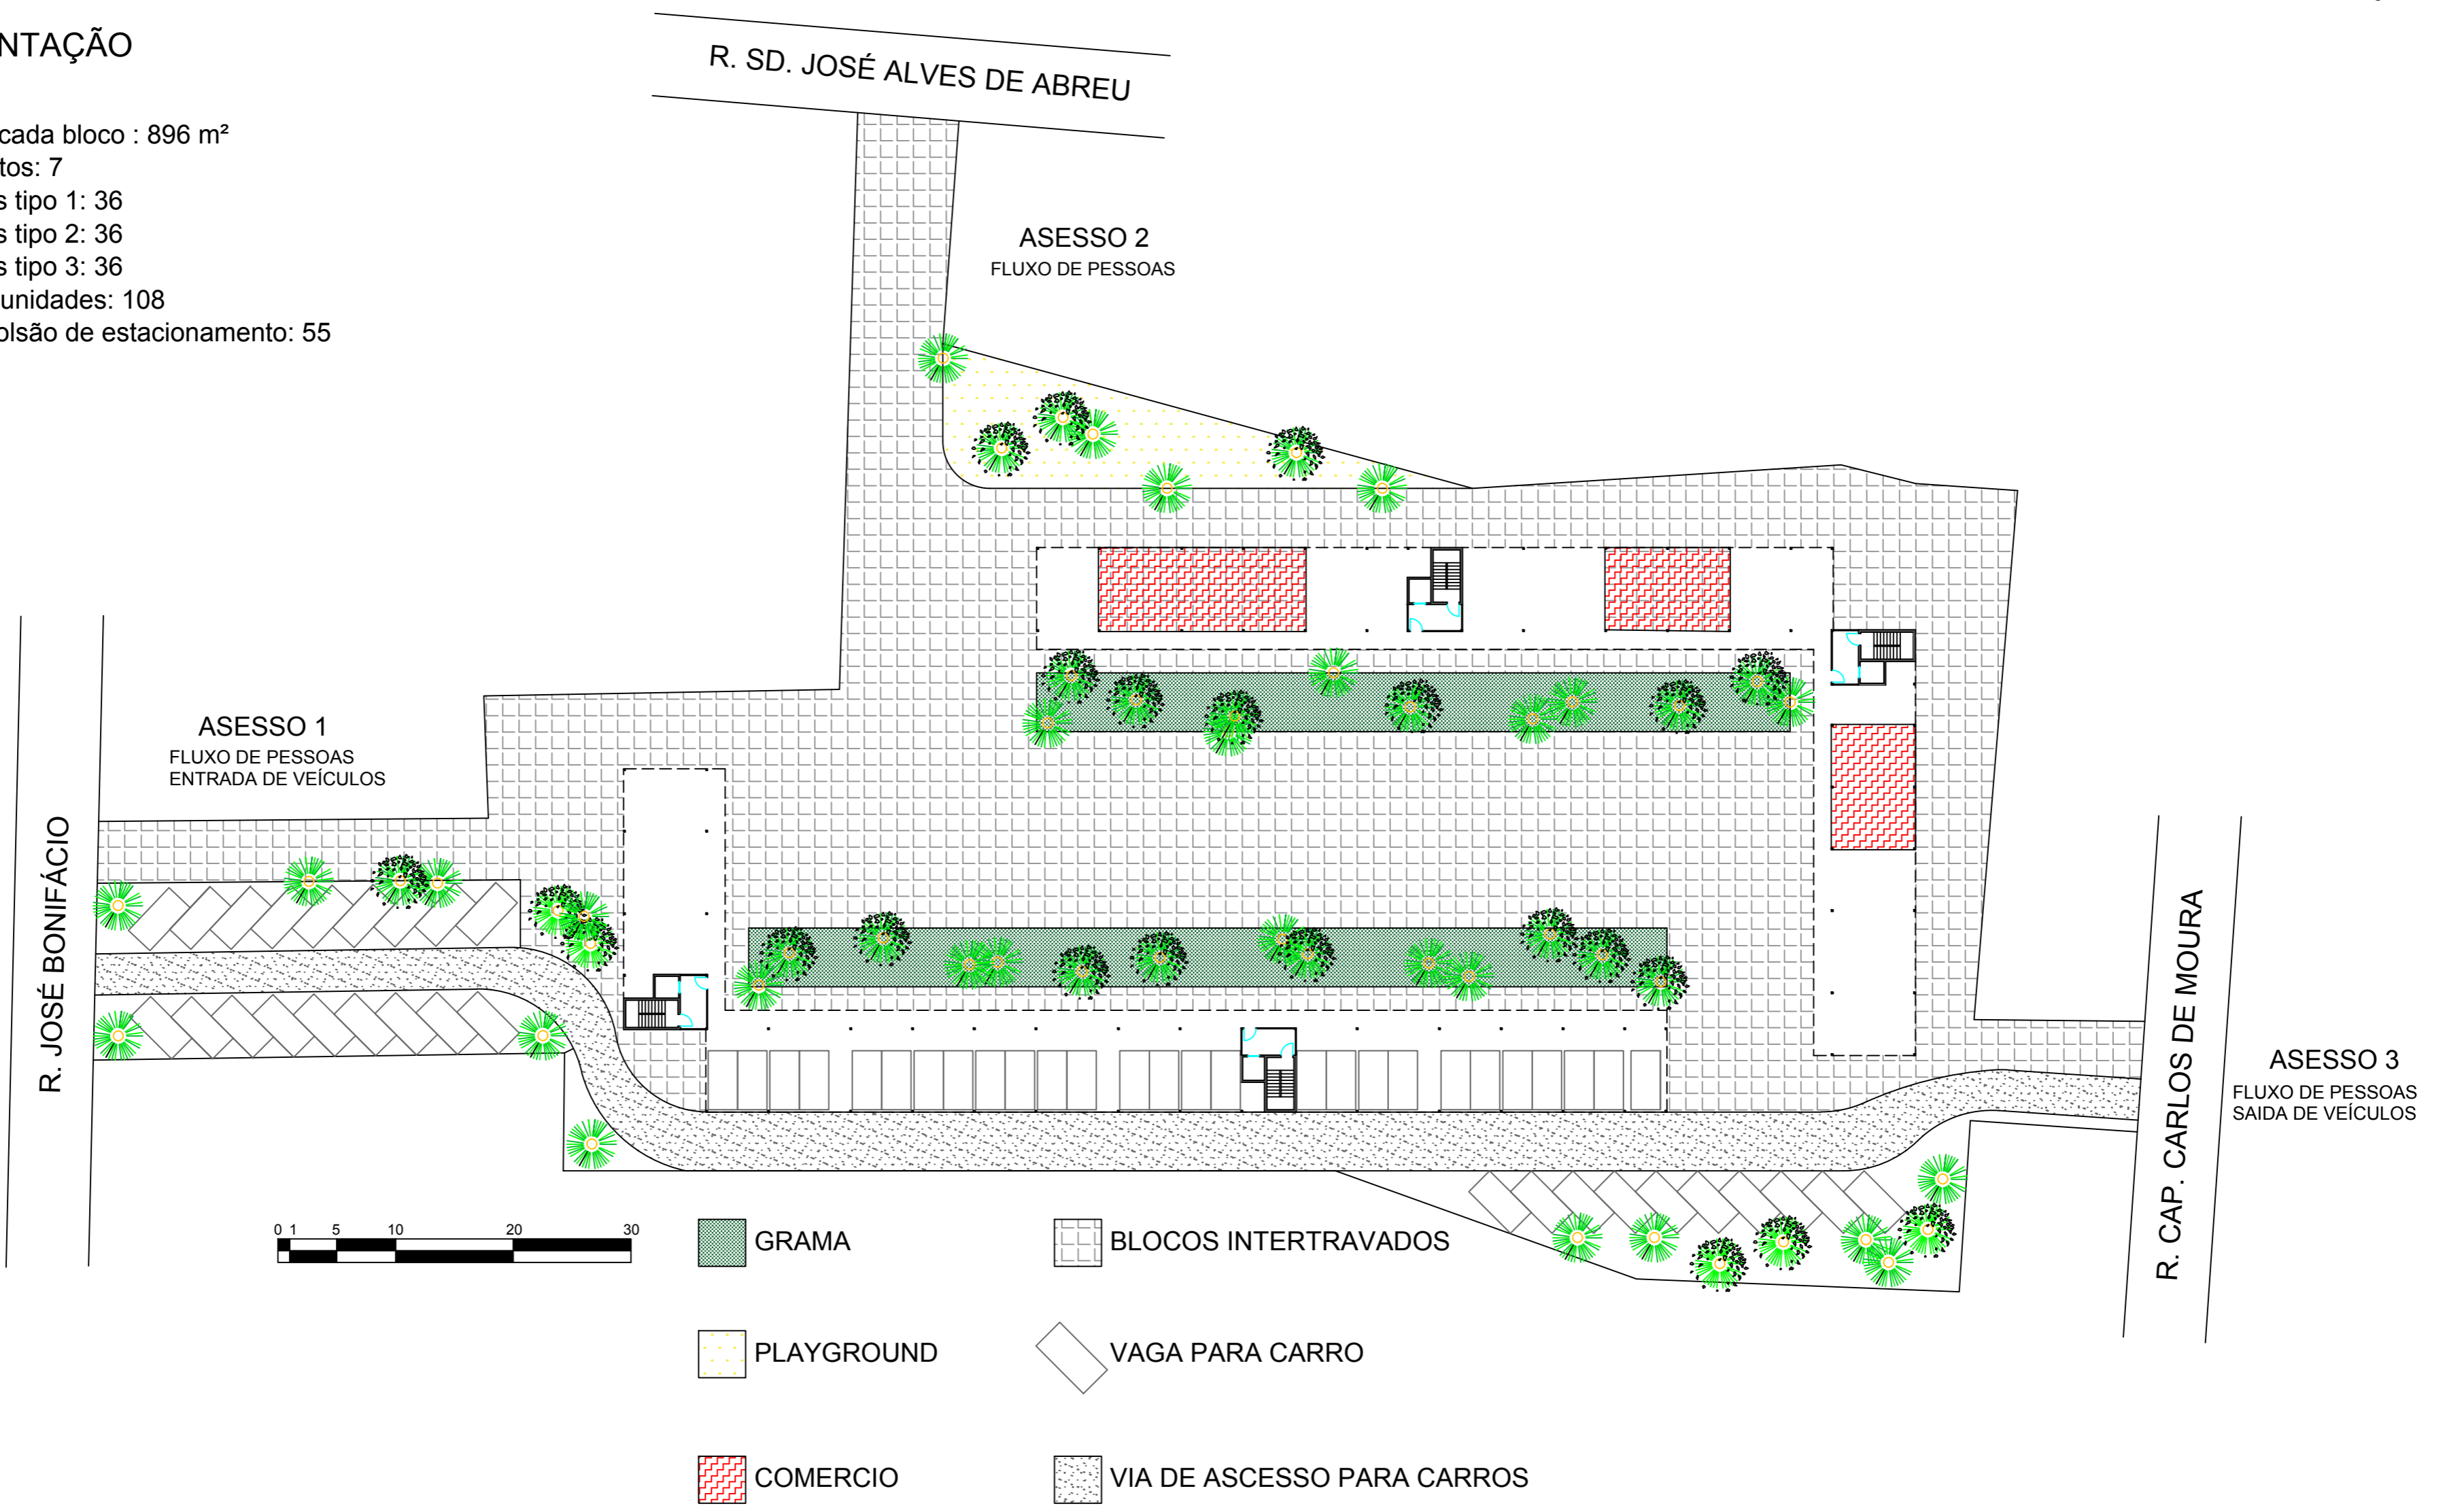 NTAÇÃO
cada bloco : 896 m²
tos: 7
s tipo 1: 36
s tipo 2: 36
s tipo 3: 36
unidades: 108
olsão de estacionamento: 55
R. SD. JOSÉ ALVES DE ABREU
ASESSO 2
FLUXO DE PESSOAS
ASESSO 1
FLUXO DE PESSOAS
ENTRADA DE VEÍCULOS
R. JOSÉ BONIFÁCIO
R. CAP. CARLOS DE MOURA
ASESSO 3
FLUXO DE PESSOAS
SAIDA DE VEÍCULOS
0 1 5 10 20 30
GRAMA
BLOCOS INTERTRAVADOS
PLAYGROUND
VAGA PARA CARRO
COMERCIO
VIA DE ASCESSO PARA CARROS